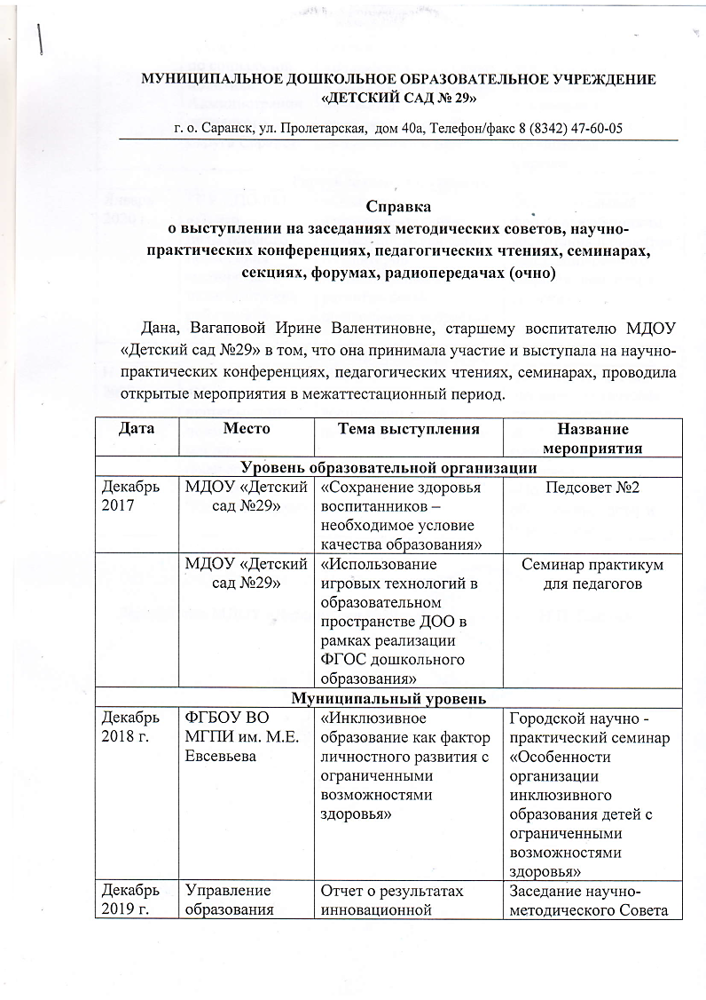 МУНИЦИПАЛЬНОЕ ДОШКОЛЬНОЕ ОБРАЗОВАТЕЛЬНОЕ УЧРЕЖДЕНИЕ
«ДЕТСКИЙ САД № 29»
г. о. Саранск, ул. Пролетарская, дом 40а, Телефон/факс 8 (8342) 47-60-05
Справка
о выступлении на заседаниях методических советов, научно-
практических конференциях, педагогических чтениях, семинарах,
секциях, форумах, радиопередачах (очно)
Дана, Вагаповой Ирине Валентиновне, старшему воспитателю МДОУ
«Детский сад №29» в том, что она принимала участие и выступала на научно-
практических конференциях, педагогических чтениях, семинарах, проводила
открытые мероприятия в межаттестационный период.
Дата
Место
Тема выступления
Название
мероприятия
Уровень образовательной организации
Декабрь
2017
МДОУ «Детский
сад №29»
«Сохранение здоровья
воспитанников –
необходимое условие
качества образования»
Педсовет №2
МДОУ «Детский
сад №29»
«Использование
игровых технологий в
образовательном
пространстве ДОО в
рамках реализации
ФГОС дошкольного
образования»
Семинар практикум
для педагогов
Муниципальный уровень
Декабрь
2018 г.
ФГБОУ ВО
МГПИ им. М.Е.
Евсевьева
«Инклюзивное
образование как фактор
личностного развития с
ограниченными
возможностями
здоровья»
Городской научно -
практический семинар
«Особенности
организации
инклюзивного
образования детей с
ограниченными
возможностями
здоровья»
Декабрь
2019 г.
Управление
образования
Отчет о результатах
инновационной
Заседание научно-
методического Совета